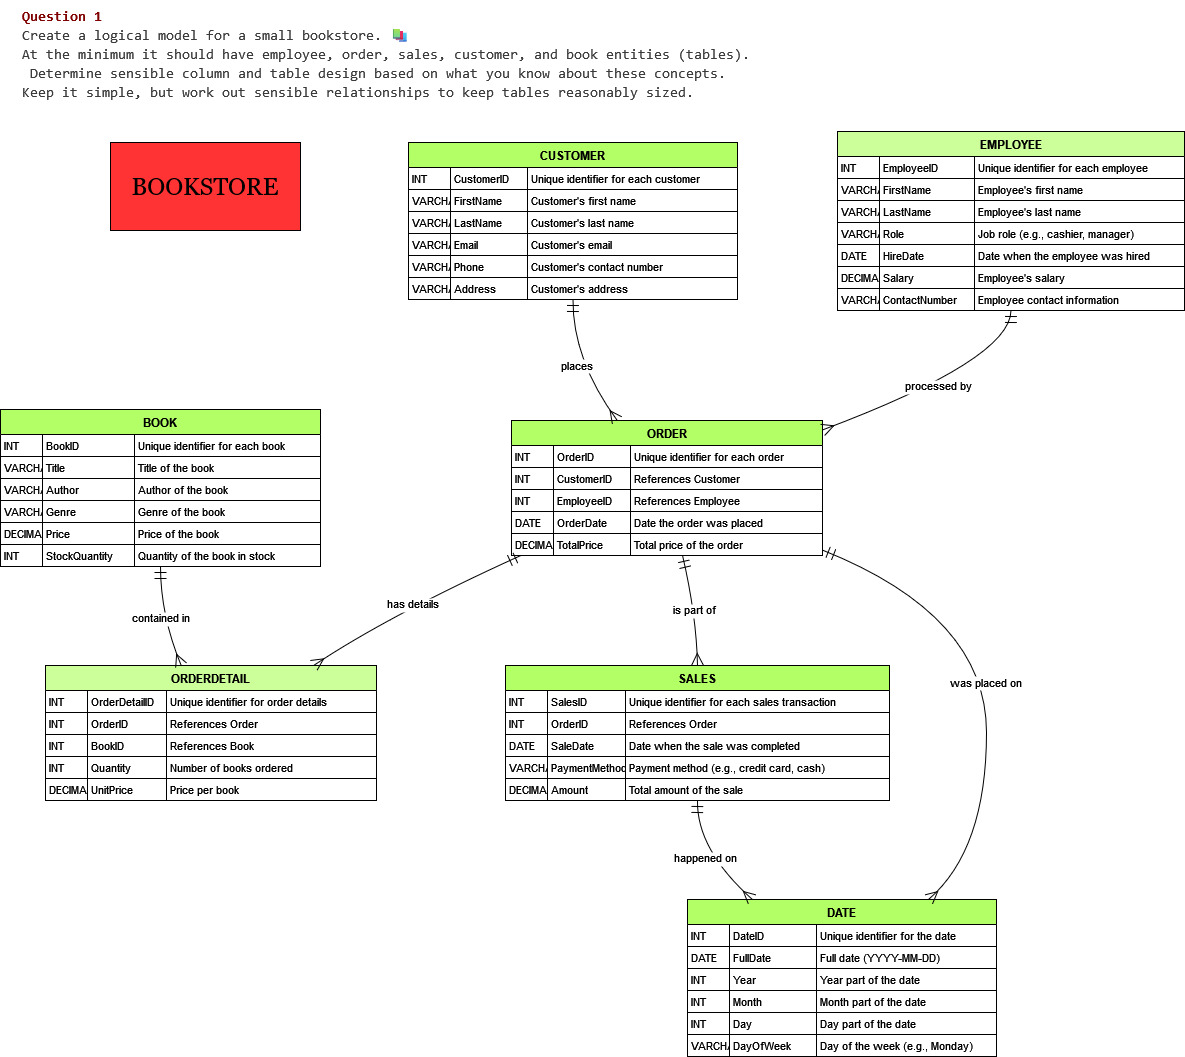 Question 1
Create a logical model for a small bookstore.
At the minimum it should have employee, order, sales, customer, and book entities (tables).
Determine sensible column and table design based on what you know about these concepts.
Keep it simple, but work out sensible relationships to keep tables reasonably sized.
BOOKSTORE
CUSTOMER
INT CustomerID Unique identifier for each customer
VARCHA FirstName Customer's first name
VARCHA LastName Customer's last name
VARCHA Email Customer's email
VARCHA Phone Customer's contact number
VARCHA Address Customer's address
EMPLOYEE
INT EmployeeID Unique identifier for each employee
VARCHA FirstName Employee's first name
VARCHA LastName Employee's last name
VARCHA Role Job role (e.g., cashier, manager)
DATE HireDate Date when the employee was hired
DECIMA Salary Employee's salary
VARCHA ContactNumber Employee contact information
places
processed by
BOOK
INT BookID Unique identifier for each book
VARCHA Title Title of the book
VARCHA Author Author of the book
VARCHA Genre Genre of the book
DECIMA Price Price of the book
INT StockQuantity Quantity of the book in stock
ORDER
INT OrderID Unique identifier for each order
INT CustomerID References Customer
INT EmployeeID References Employee
DATE OrderDate Date the order was placed
DECIMA TotalPrice Total price of the order
contained in
has details
is part of
was placed on
ORDERDETAIL
INT OrderDetailID Unique identifier for order details
INT OrderID References Order
INT BookID References Book
INT Quantity Number of books ordered
DECIMA UnitPrice Price per book
SALES
INT SalesID Unique identifier for each sales transaction
INT OrderID References Order
DATE SaleDate Date when the sale was completed
VARCHA PaymentMethod Payment method (e.g., credit card, cash)
DECIMA Amount Total amount of the sale
happened on
DATE
INT DateID Unique identifier for the date
DATE FullDate Full date (YYYY-MM-DD)
INT Year Year part of the date
INT Month Month part of the date
INT Day Day part of the date
VARCHA DayOfWeek Day of the week (e.g., Monday)